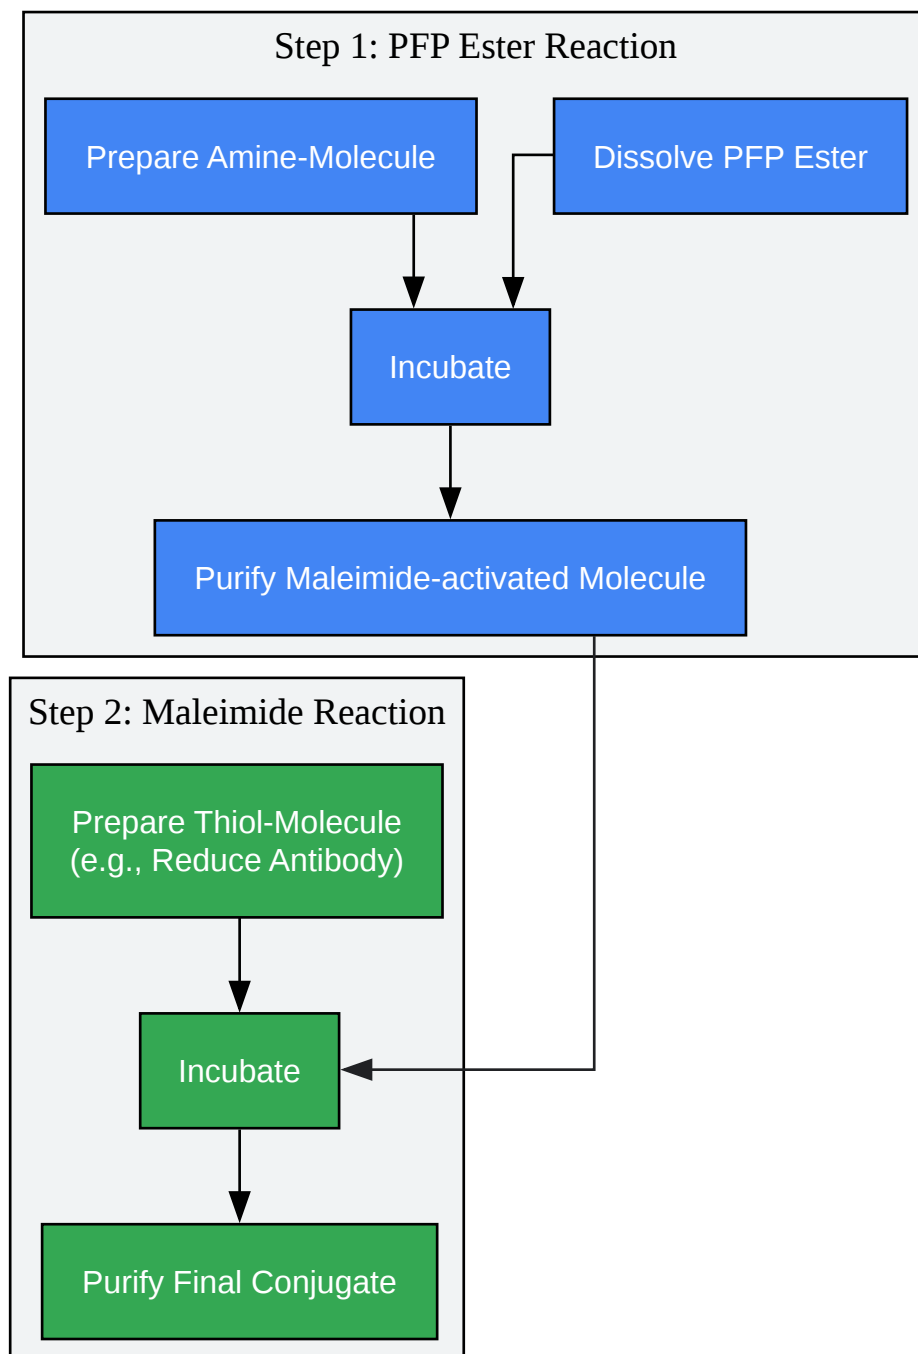 Step 1: PFP Ester Reaction
Prepare Amine-Molecule
Dissolve PFP Ester
Incubate
Purify Maleimide-activated Molecule
Step 2: Maleimide Reaction
Prepare Thiol-Molecule
(e.g., Reduce Antibody)
Incubate
Purify Final Conjugate